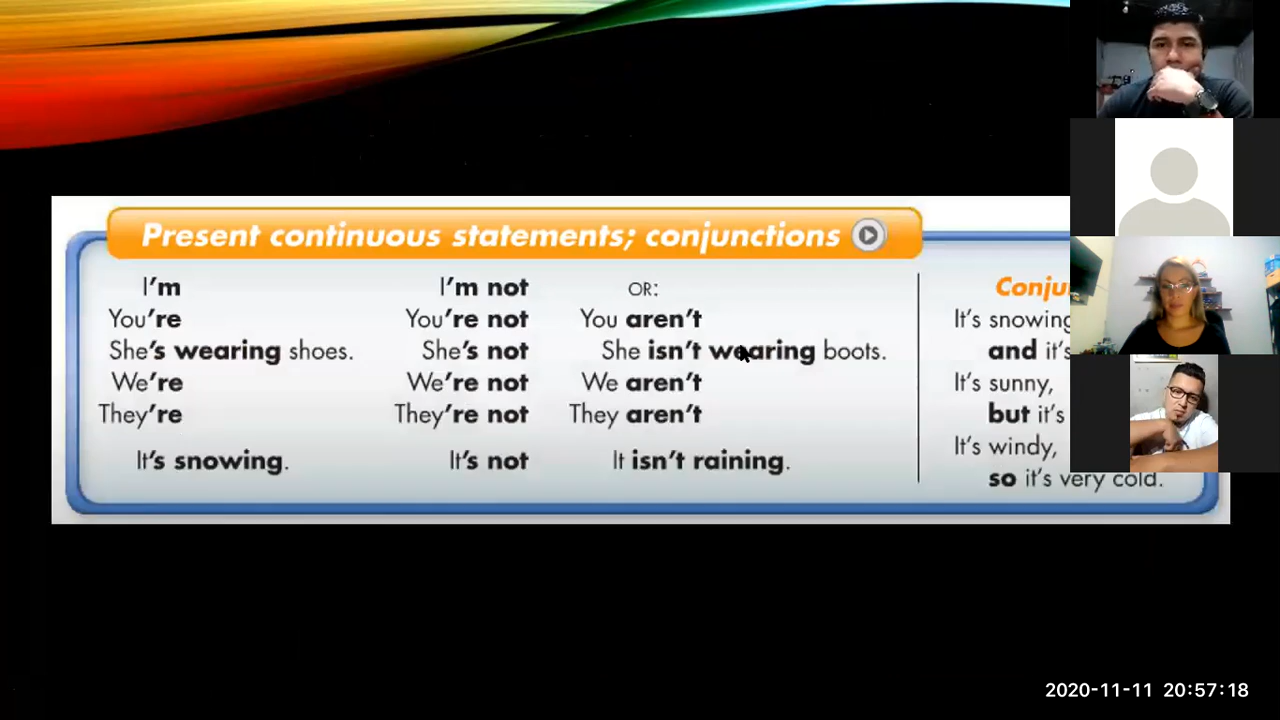 Present continuous statements; conjunctions
I'm I'm not OR:
You're You're not You aren't
She's wearing shoes. She's not She isn't wearing boots.
We're We're not We aren't
They're They're not They aren't
It's snowing. It's not It isn't raining.
It's snowing
and it's
It's sunny,
but it's
It's windy,
so it's very cold.
2020-11-11 20:57:18